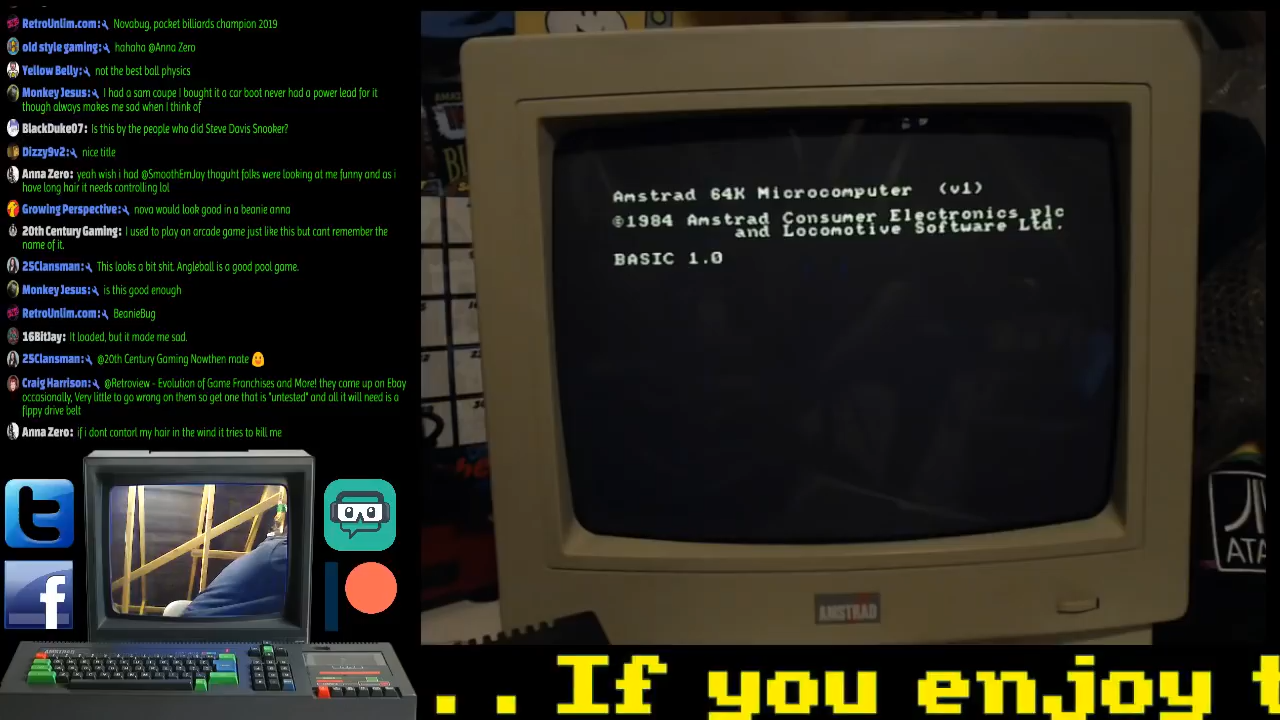 RetroUnlim.com: Novabug, pocket billiards champion 2019
old style gaming: hahaha @Anna Zero
Yellow Belly: not the best ball physics
Monkey Jesus: I had a sam coupe I bought it a car boot never had a power lead for it
though always makes me sad when I think of
BlackDuke07: Is this by the people who did Steve Davis Snooker?
Dizzy9v2: nice title
Anna Zero: yeah wish i had @SmoothEmJay thoguht folks were looking at me funny and as i
have long hair it needs controlling lol
Growing Perspective: nova would look good in a beanie anna
20th Century Gaming: I used to play an arcade game just like this but cant remember the
name of it.
25Clansman: This looks a bit shit. Angleball is a good pool game.
Monkey Jesus: is this good enough
RetroUnlim.com: BeanieBug
16BitJay: It loaded, but it made me sad.
25Clansman: @20th Century Gaming Nowthen mate
Craig Harrison: @Retroview - Evolution of Game Franchises and More! they come up on Ebay
occasionally, Very little to go wrong on them so get one that is "untested" and all it will need is a
flppy drive belt
Anna Zero: if i dont contorl my hair in the wind it tries to kill me
Amstrad 64K Microcomputer (v1)
©1984 Amstrad Consumer Electronics plc
and Locomotive Software Ltd.
BASIC 1.0
AMSTRAD
ATA
. . If you enjoy t